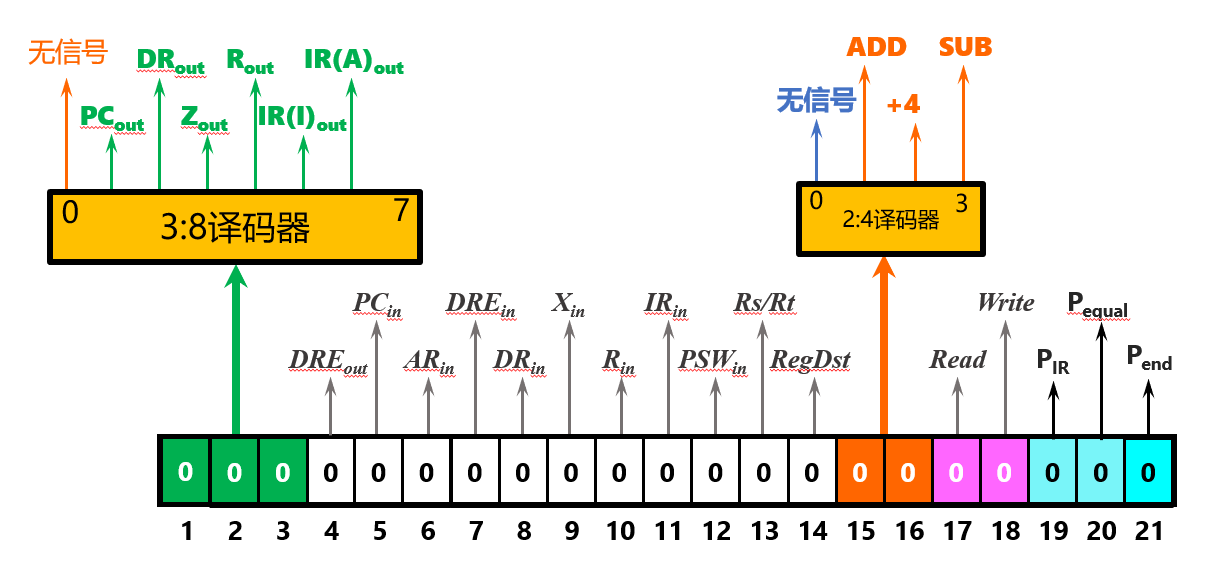 无信号 DRout Rout IR(A)out
PCout Zout IR(I)out
0 7
3:8译码器
ADD SUB
无信号 +4
0 3
2:4译码器
PCin DREin Xin IRin Rs/Rt Write Pequal
DREout ARin DRin Rin PSWin RegDst Read PIR Pend
0 0 0 0 0 0 0 0 0 0 0 0 0 0 0 0 0 0 0 0 0
1 2 3 4 5 6 7 8 9 10 11 12 13 14 15 16 17 18 19 20 21